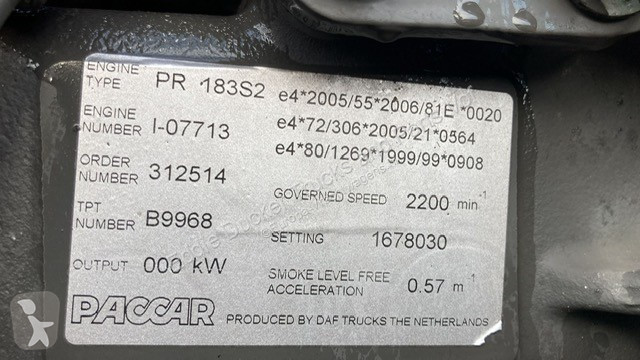 ENGINE TYPE PR 183S2
e4*2005/55*2006/81E *0020
ENGINE NUMBER I-07713
e4*72/306*2005/21*0564
e4*80/1269*1999/99*0908
ORDER NUMBER 312514
GOVERNED SPEED 2200 min-1
TPT NUMBER B9968
SETTING 1678030
OUTPUT 000 kW
SMOKE LEVEL FREE ACCELERATION 0.57 m-1
PACCAR PRODUCED BY DAF TRUCKS THE NETHERLANDS